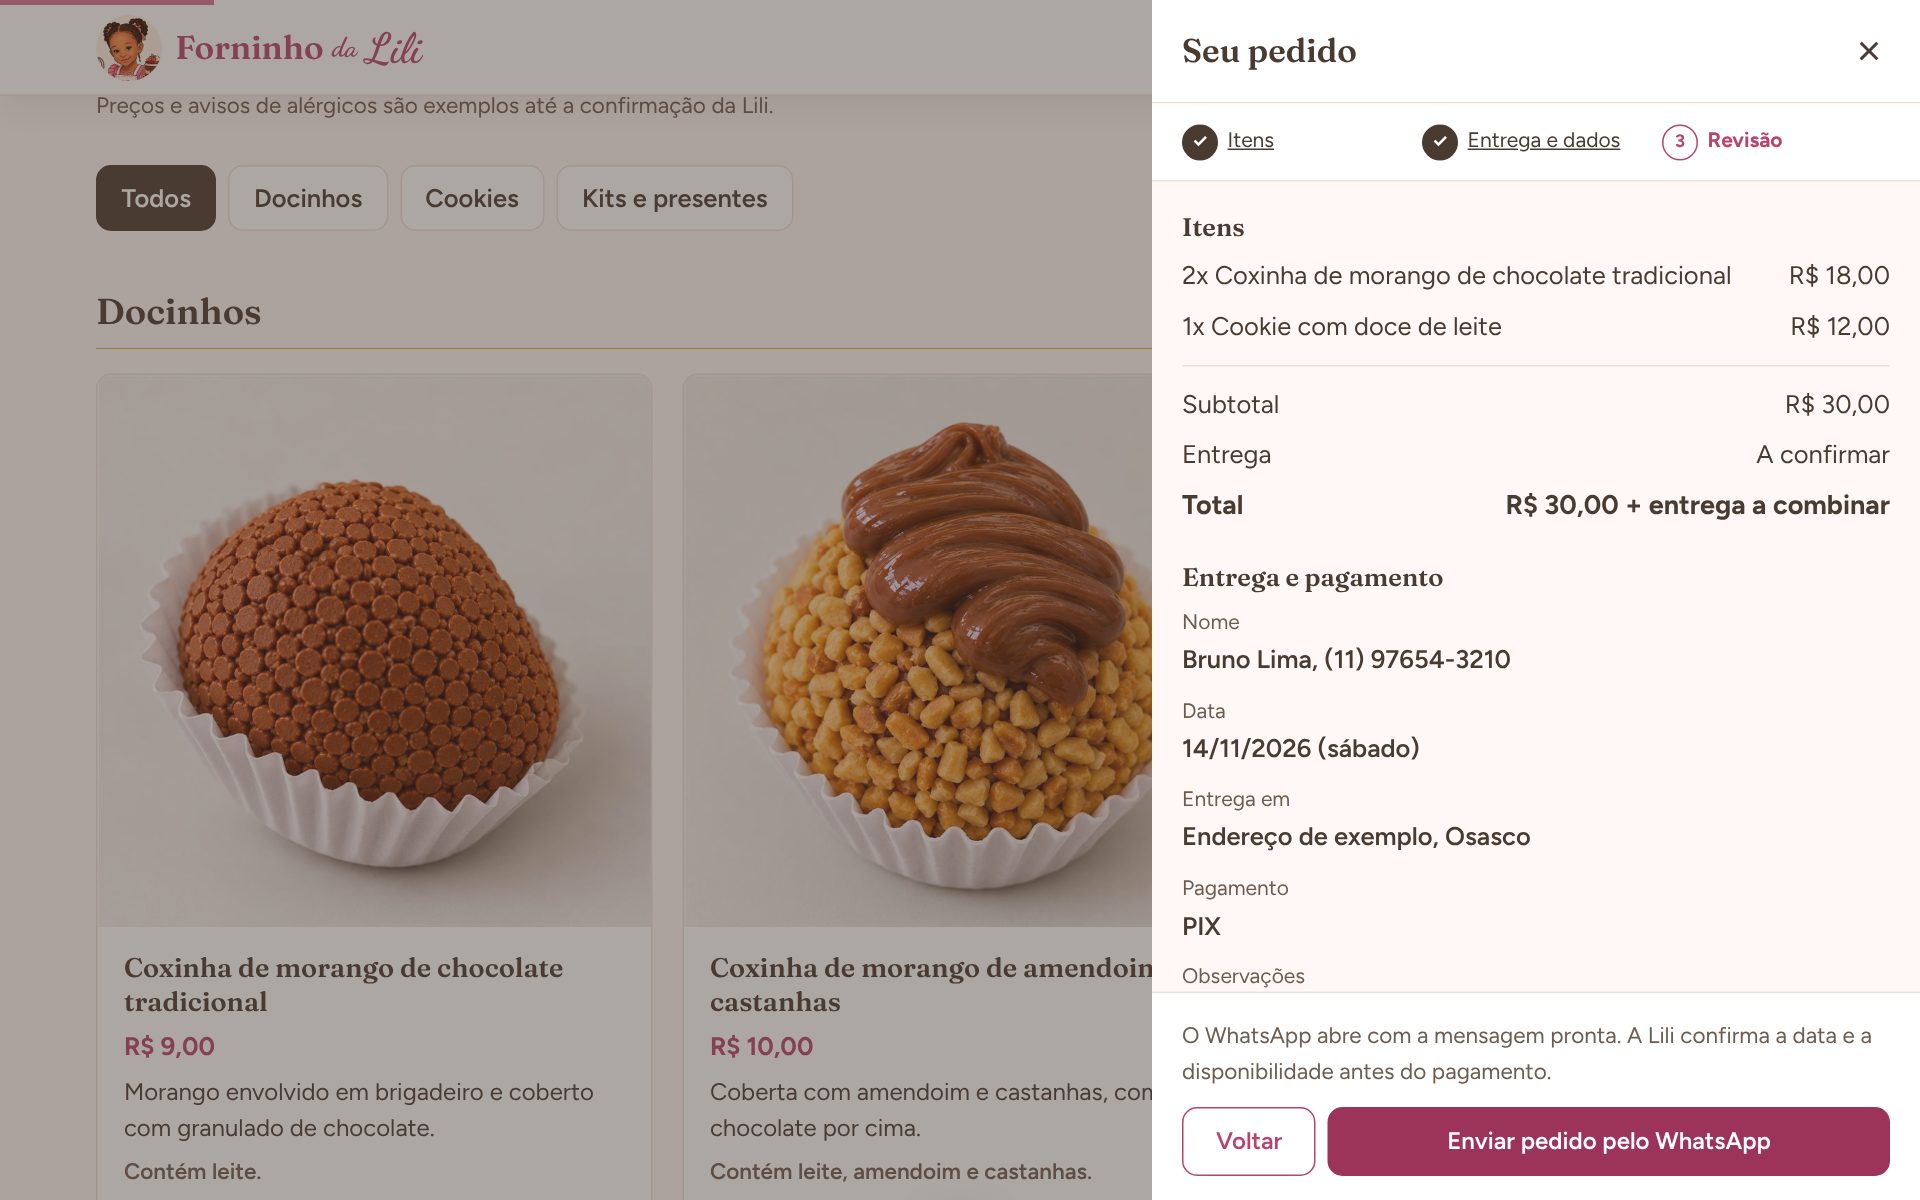 Forninho da Lili
Preços e avisos de alérgicos são exemplos até a confirmação da Lili.
Todos
Docinhos
Cookies
Kits e presentes
Docinhos
Coxinha de morango de chocolate
tradicional
R$ 9,00
Morango envolvido em brigadeiro e coberto
com granulado de chocolate.
Contém leite.
Coxinha de morango de
castanhas
R$ 10,00
Coberta com amendoim e castanhas,
chocolate por cima.
Contém leite, amendoim e castanhas.
Seu pedido
Itens
Entrega e dados
3 Revisão
Itens
2x Coxinha de morango de chocolate tradicional R$ 18,00
1x Cookie com doce de leite R$ 12,00
Subtotal R$ 30,00
Entrega A confirmar
Total R$ 30,00 + entrega a combinar
Entrega e pagamento
Nome
Bruno Lima, (11) 97654-3210
Data
14/11/2026 (sábado)
Entrega em
Endereço de exemplo, Osasco
Pagamento
PIX
Observações
O WhatsApp abre com a mensagem pronta. A Lili confirma a data e a
disponibilidade antes do pagamento.
Voltar
Enviar pedido pelo WhatsApp